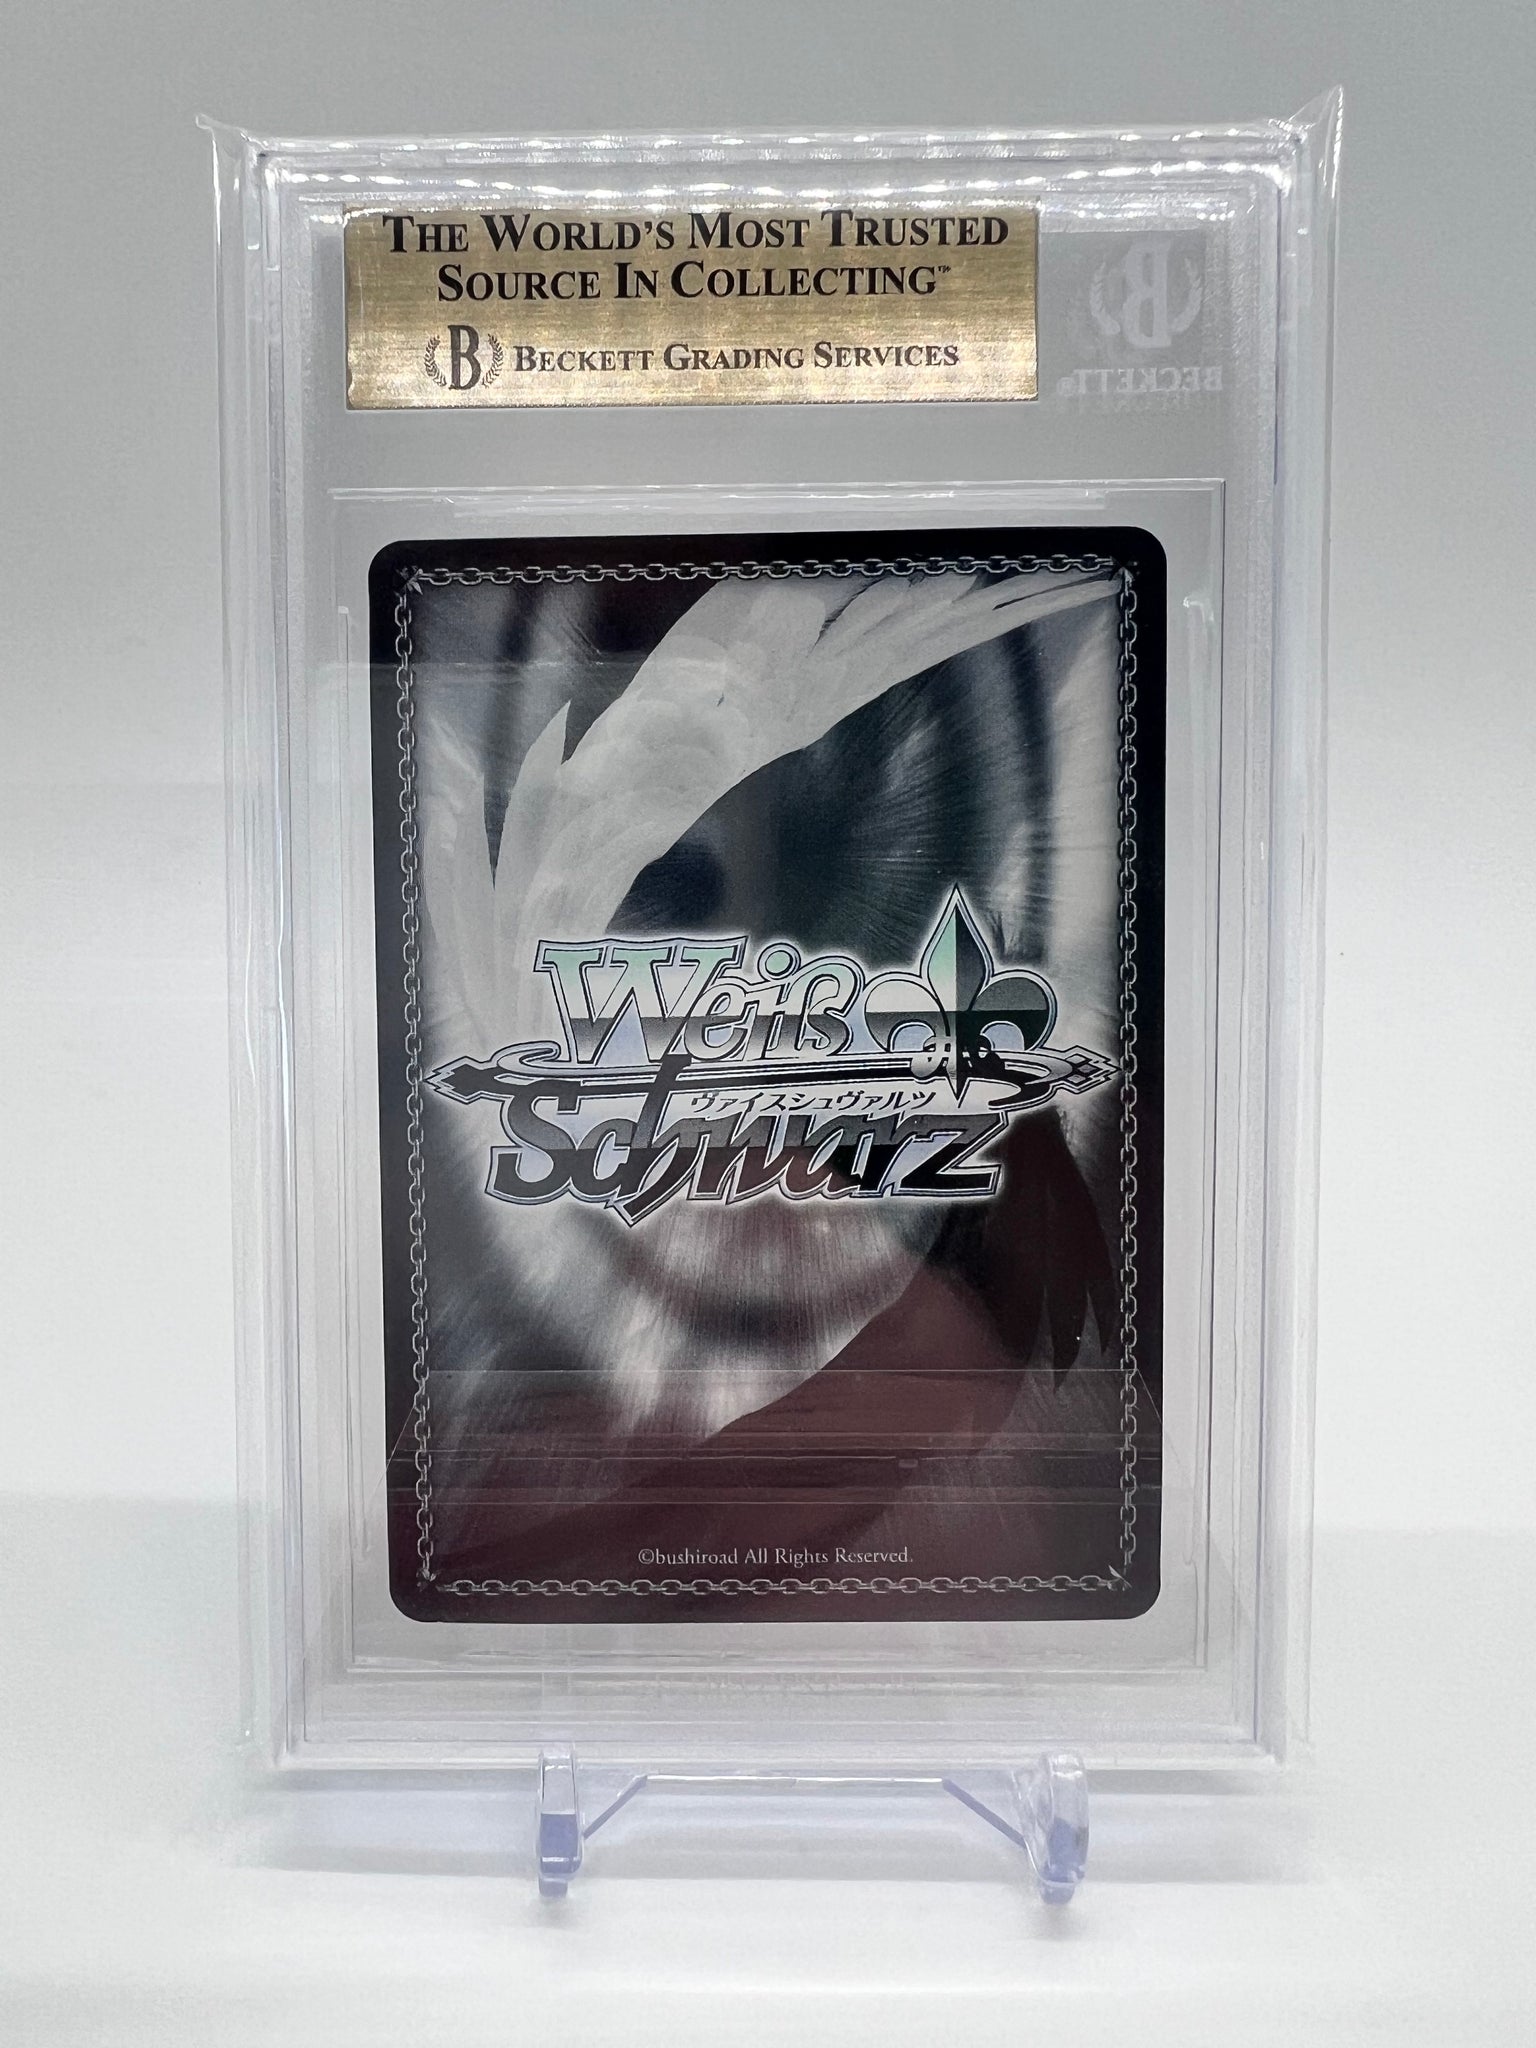 THE WORLD'S MOST TRUSTED
SOURCE IN COLLECTING™
B BECKETT GRADING SERVICES
B
BECKETT®
Weiß
ヴァイスシュヴァルツ
Schwarz
©bushiroad All Rights Reserved.